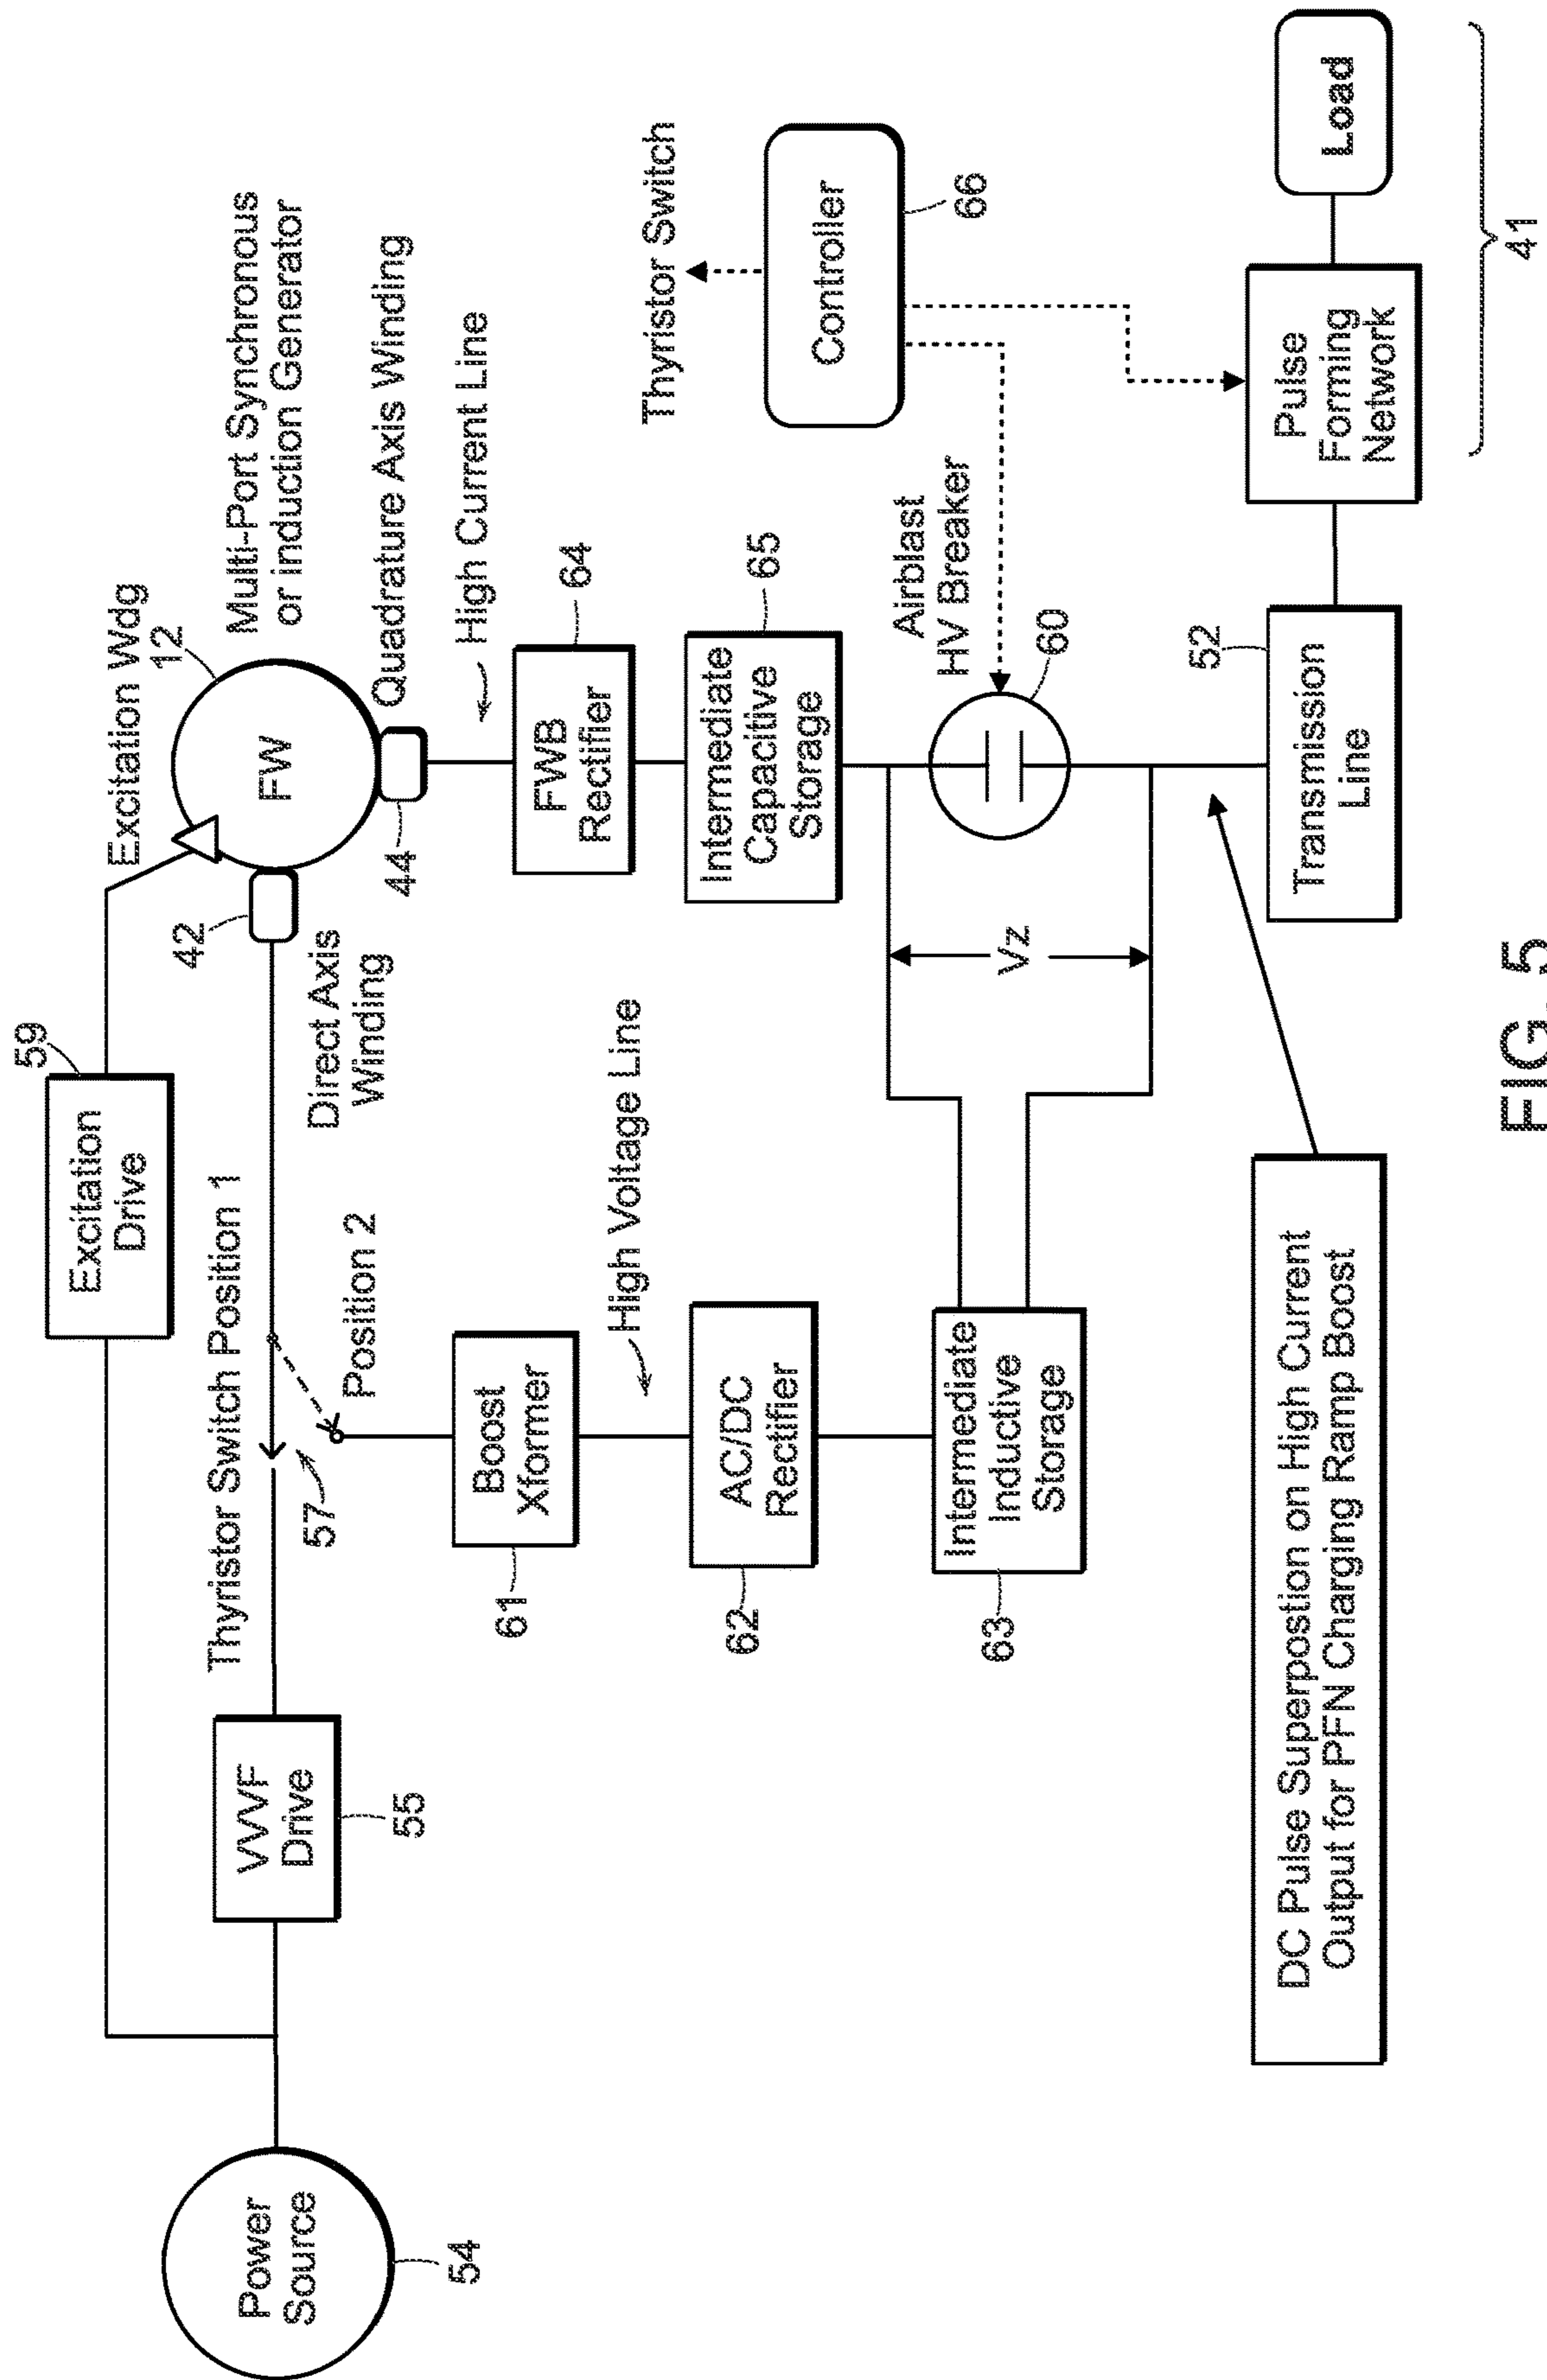 59
Excitation
Drive
Excitation Wdg
12
Multi-Port Synchronous
or induction Generator
FW
42
44
Direct Axis
Winding
Quadrature Axis Winding
High Current Line
Thyristor Switch Position 1
Position 2
57
Power
Source
54
VVVF
Drive
55
Boost
Xformer
61
High Voltage Line
AC/DC
Rectifier
62
Intermediate
Inductive
Storage
63
FWB
Rectifier
64
Intermediate
Capacitive
Storage
65
Thyristor Switch
Controller
66
Airblast
HV Breaker
60
Vz
Transmission
Line
52
Pulse
Forming
Network
Load
41
DC Pulse Superpostion on High Current
Output for PFN Charging Ramp Boost
FIG. 5